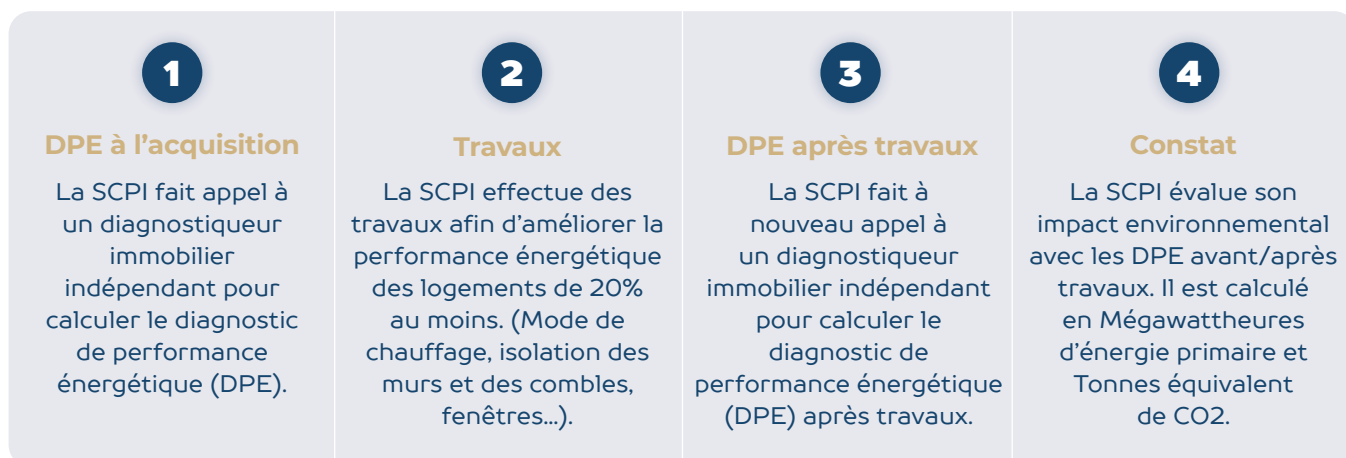 1
DPE à l'acquisition
La SCPI fait appel à
un diagnostiqueur
immobilier
indépendant pour
calculer le diagnostic
de performance
énergétique (DPE).
2
Travaux
La SCPI effectue des
travaux afin d'améliorer la
performance énergétique
des logements de 20%
au moins. (Mode de
chauffage, isolation des
murs et des combles,
fenêtres...).
3
DPE après travaux
La SCPI fait à
nouveau appel à
un diagnostiqueur
immobilier indépendant
pour calculer le
diagnostic de
performance énergétique
(DPE) après travaux.
4
Constat
La SCPI évalue son
impact environnemental
avec les DPE avant/après
travaux. Il est calculé
en Mégawattheures
d'énergie primaire et
Tonnes équivalent
de CO2.